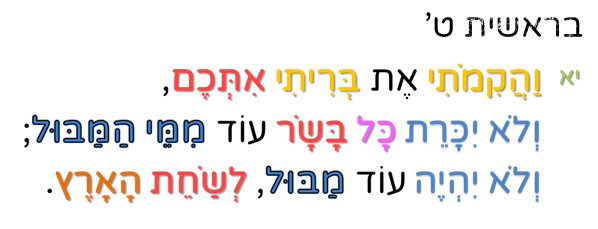 בראשית ט'
יא וַהֲקִמֹתִי אֶת בְּרִיתִי אִתְּכֶם,
וְלֹא יִכָּרֵת כָּל בָּשָׂר עוֹד מִמֵּי הַמַּבּוּל;
וְלֹא יִהְיֶה עוֹד מַבּוּל, לְשַׁחֵת הָאָרֶץ.